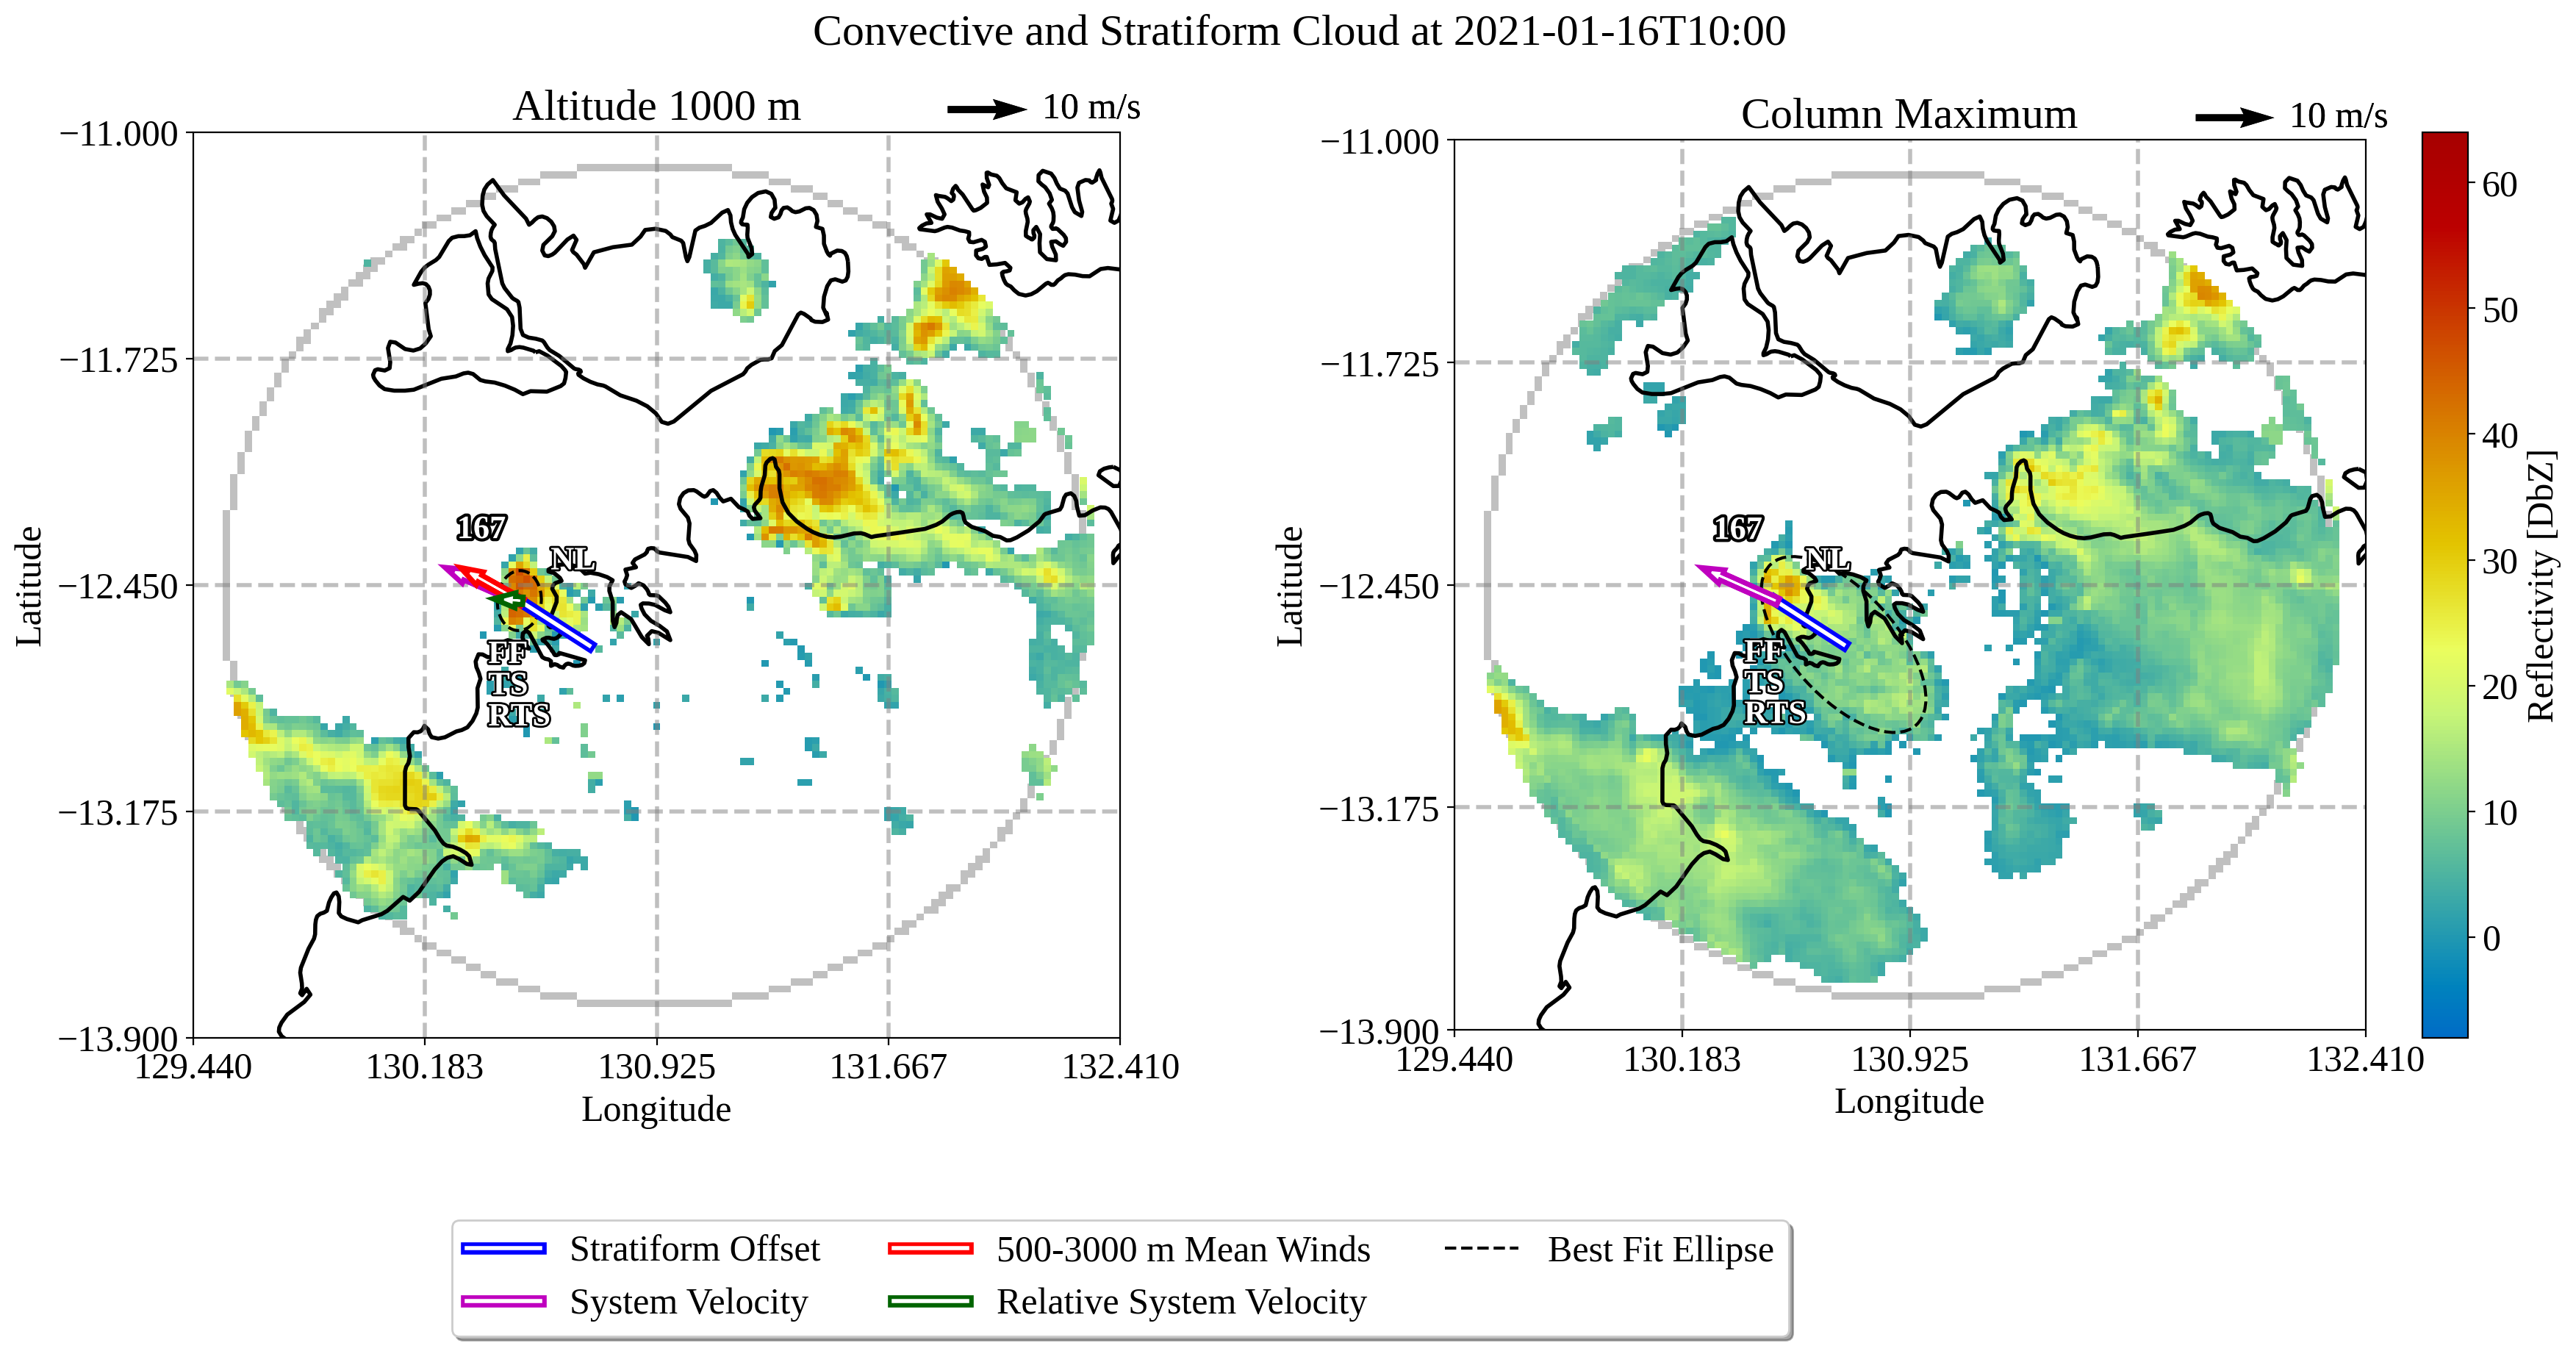 Convective and Stratiform Cloud at 2021-01-16T10:00
Altitude 1000 m
10 m/s
−11.000
−11.725
−12.450
−13.175
−13.900
Latitude
129.440
130.183
130.925
131.667
132.410
Longitude
167
NL
FF
TS
RTS
Column Maximum
10 m/s
−11.000
−11.725
−12.450
−13.175
−13.900
Latitude
129.440
130.183
130.925
131.667
132.410
Longitude
167
NL
FF
TS
RTS
60
50
40
30
20
10
0
Reflectivity [DbZ]
Stratiform Offset
System Velocity
500-3000 m Mean Winds
Relative System Velocity
Best Fit Ellipse